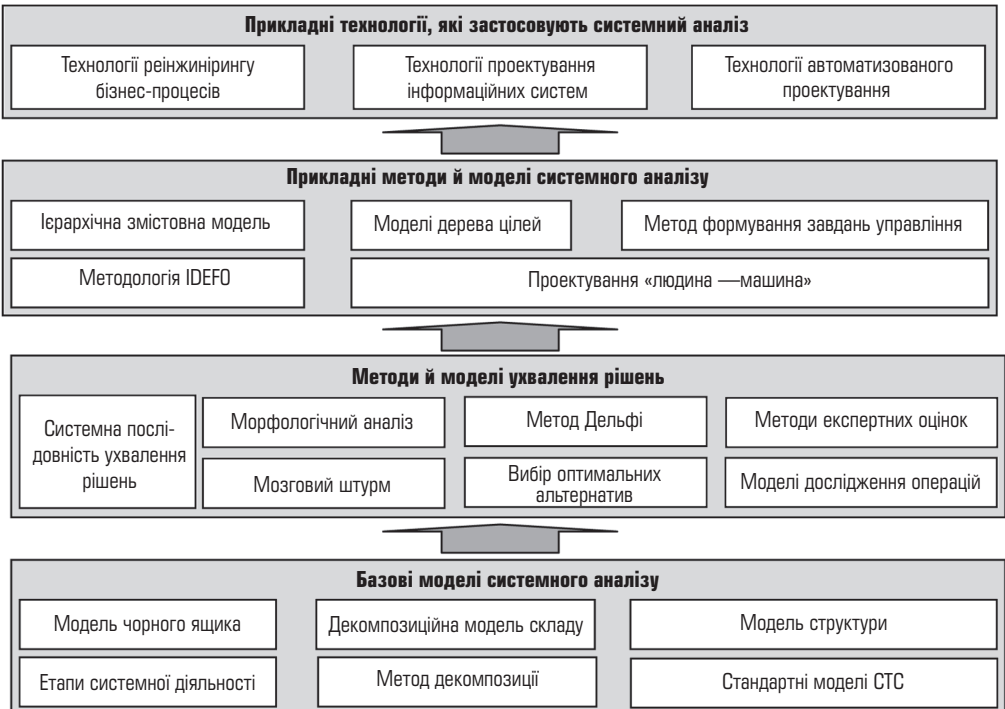 Прикладні технології, які застосовують системний аналіз
Технології реінжинірингу
бізнес-процесів
Технології проектування
інформаційних систем
Технології автоматизованого
проектування
Прикладні методи й моделі системного аналізу
Ієрархічна змістовна модель
Моделі дерева цілей
Метод формування завдань управління
Методологія IDEFO
Проектування «людина —машина»
Методи й моделі ухвалення рішень
Системна послі-
довність ухвалення
рішень
Морфологічний аналіз
Метод Дельфі
Методи експертних оцінок
Мозговий штурм
Вибір оптимальних
альтернатив
Моделі дослідження операцій
Базові моделі системного аналізу
Модель чорного ящика
Декомпозиційна модель складу
Модель структури
Етапи системної діяльності
Метод декомпозиції
Стандартні моделі СТС